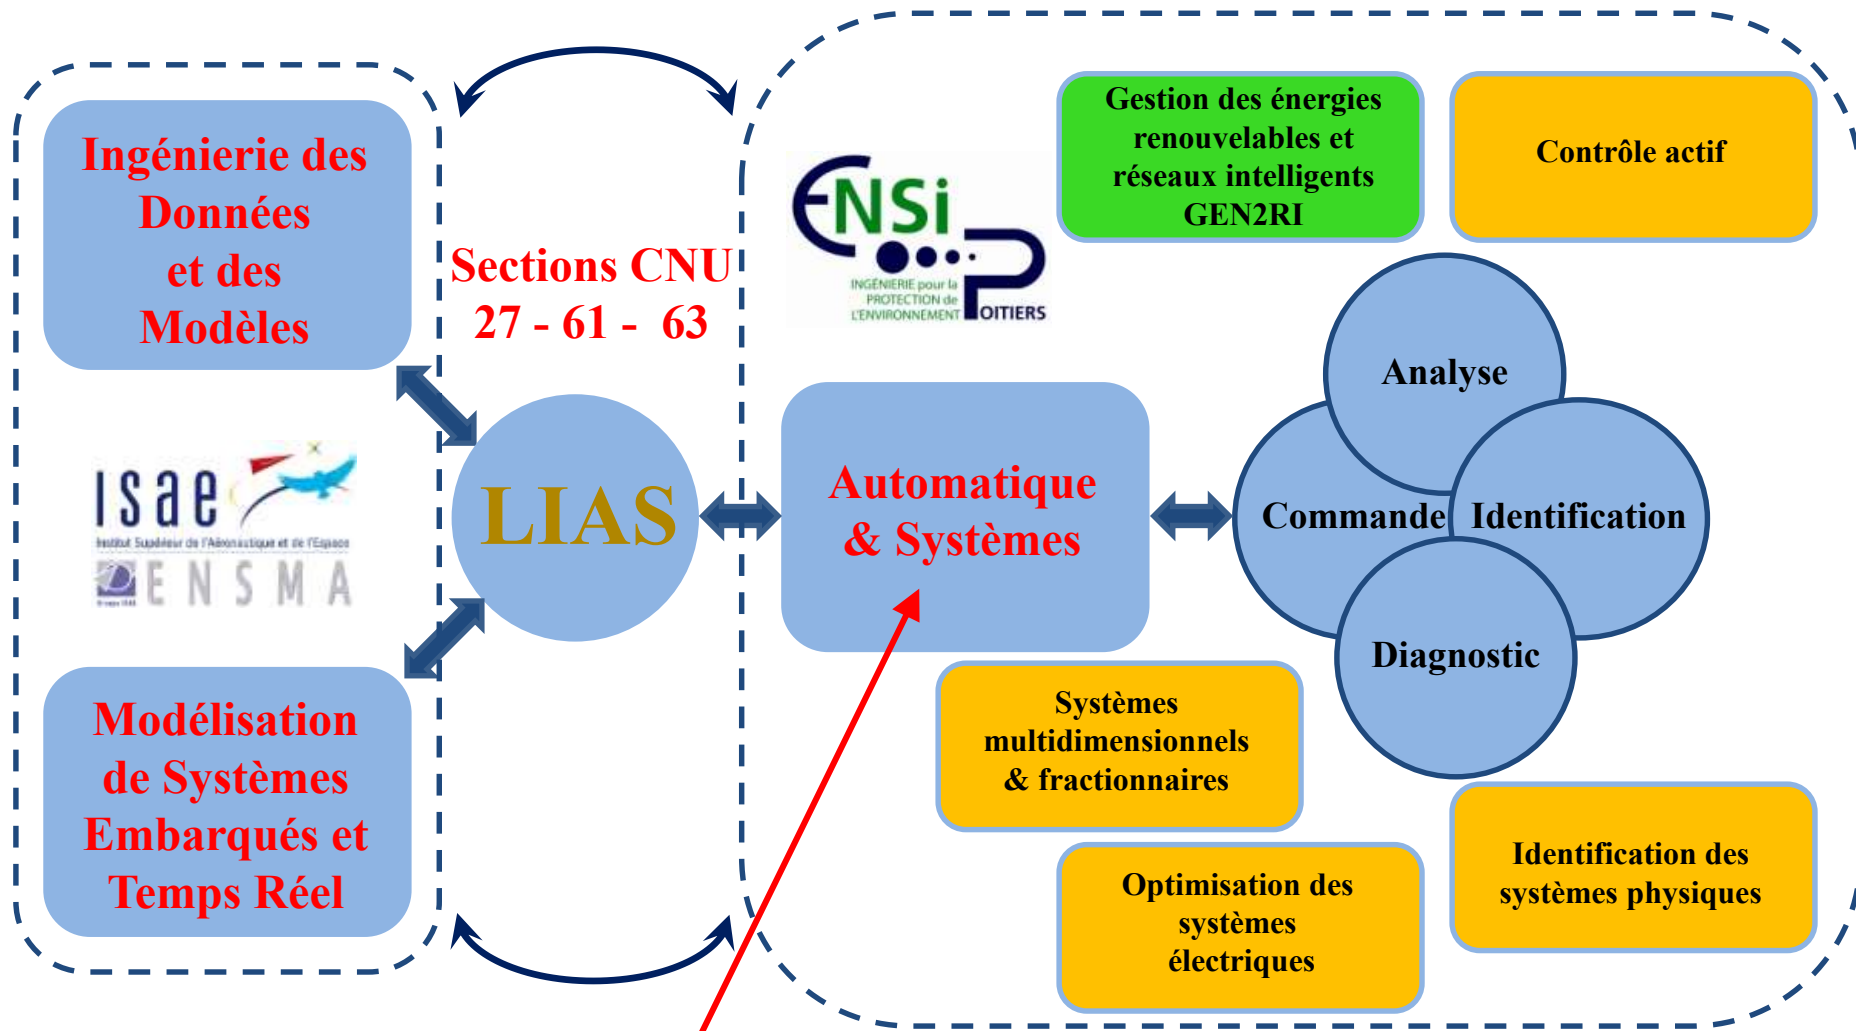 Ingénierie des
Données
et des
Modèles
isae
Institut Supérieur de l'Aéronautique et de l'Espace
ENSMA
Modélisation
de Systèmes
Embarqués et
Temps Réel
Sections CNU
27 - 61 - 63
LIAS
ENSi
INGÉNIERIE pour la
PROTECTION de
L'ENVIRONNEMENT
POITIERS
Automatique
& Systèmes
Gestion des énergies
renouvelables et
réseaux intelligents
GEN2RI
Contrôle actif
Analyse
Commande
Identification
Diagnostic
Systèmes
multidimensionnels
& fractionnaires
Optimisation des
systèmes
électriques
Identification des
systèmes physiques